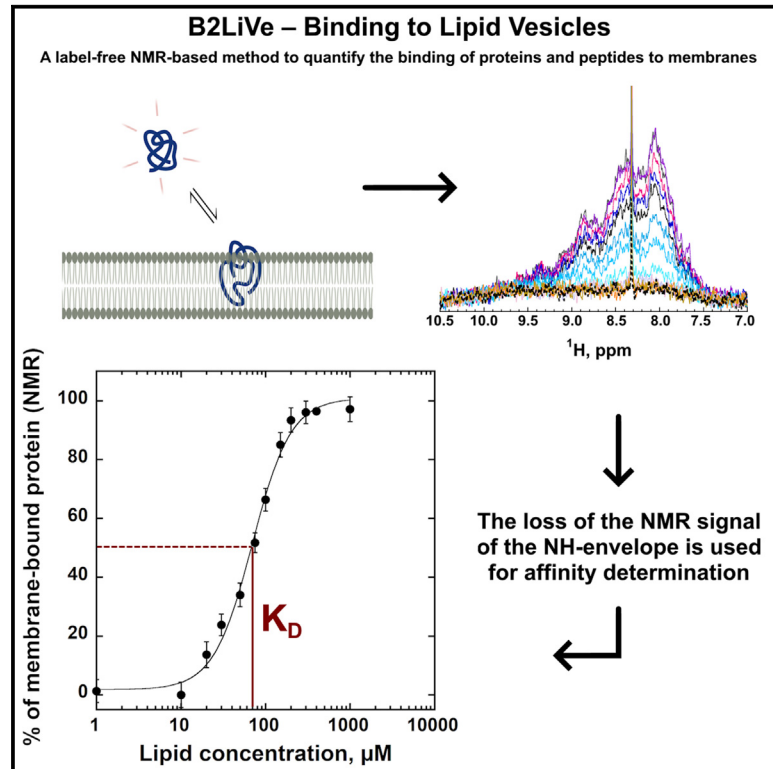 B2LiVe – Binding to Lipid Vesicles
A label-free NMR-based method to quantify the binding of proteins and peptides to membranes
10.5 10.0 9.5 9.0 8.5 8.0 7.5 7.0
¹H, ppm
% of membrane-bound protein (NMR)
100
80
60
40
20
0
K_D
1 10 100 1000 10000
Lipid concentration, µM
The loss of the NMR signal
of the NH-envelope is used
for affinity determination